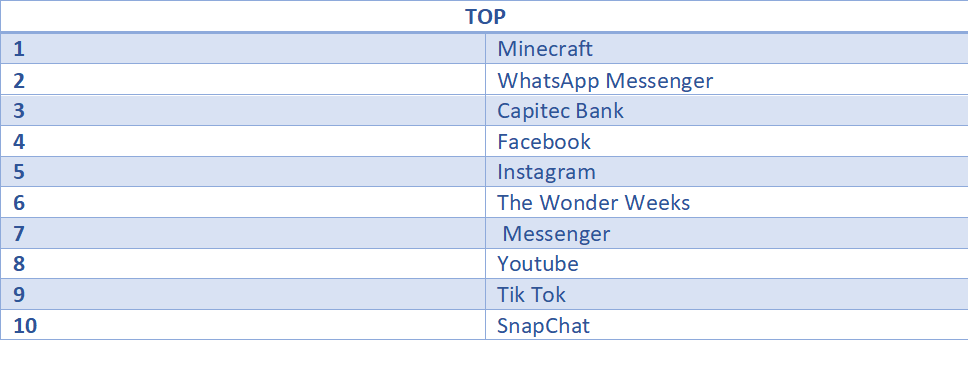 TOP
1 Minecraft
2 WhatsApp Messenger
3 Capitec Bank
4 Facebook
5 Instagram
6 The Wonder Weeks
7 Messenger
8 Youtube
9 Tik Tok
10 SnapChat